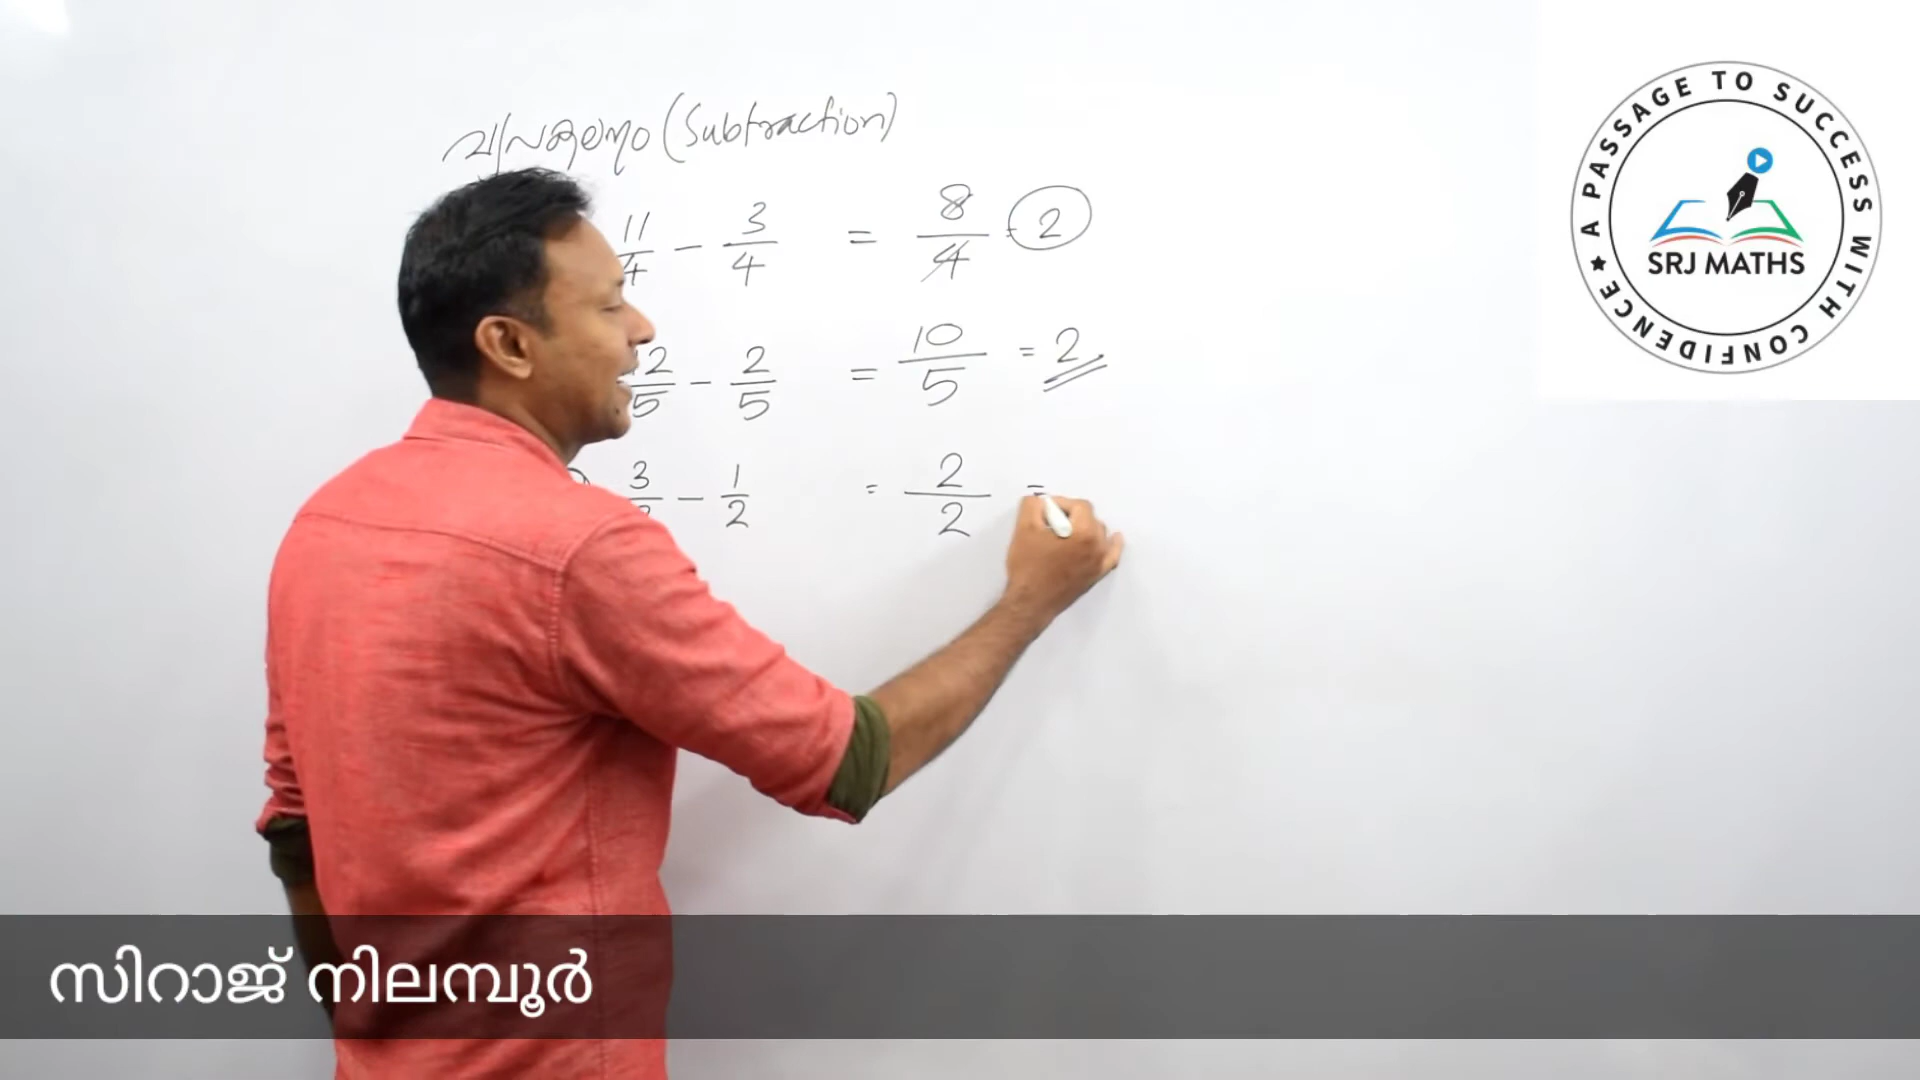 വ്യവകലനം (Subtraction)
11/4 - 3/4 = 8/4 = 2
12/5 - 2/5 = 10/5 = 2
3/2 - 1/2 = 2/2 =
A PASSAGE TO SUCCESS WITH CONFIDENCE
SRJ MATHS
സിറാജ് നിലമ്പൂർ